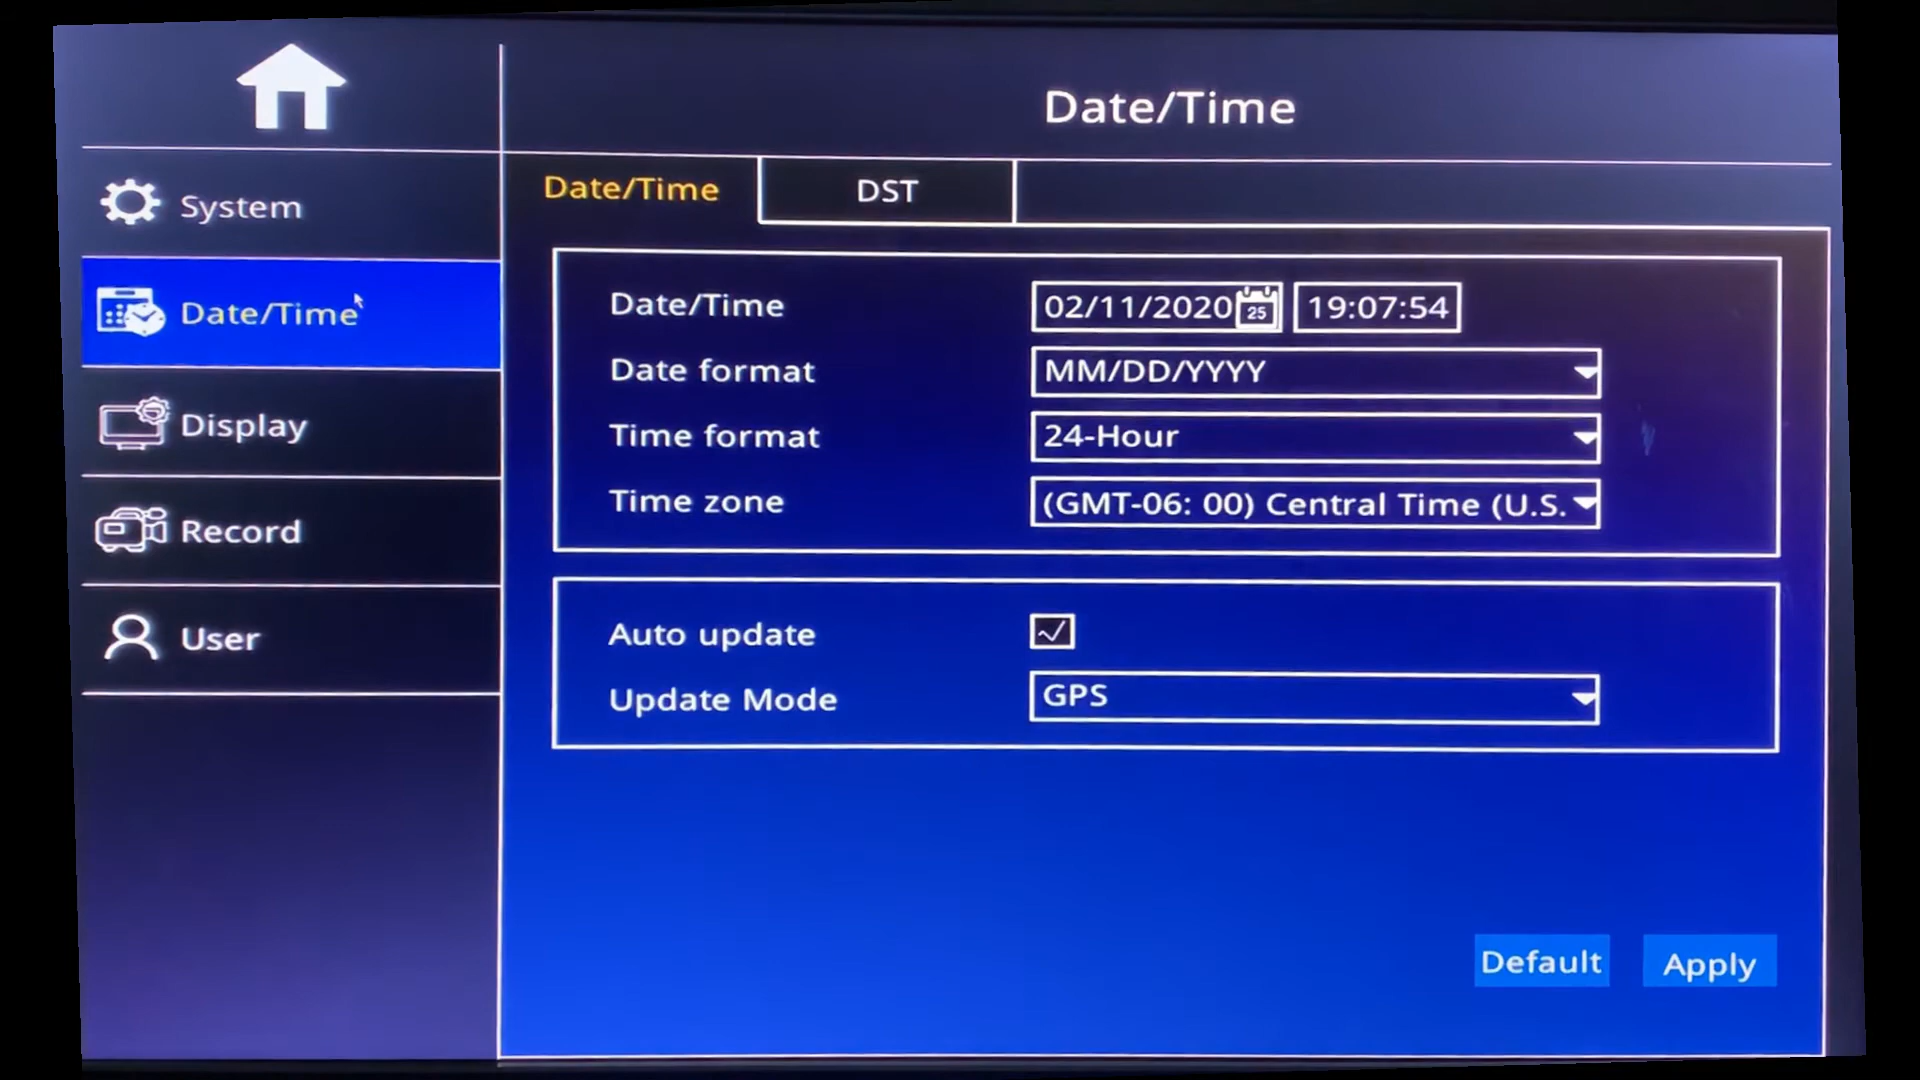 Date/Time
System
Date/Time
Display
Record
User
Date/Time
DST
Date/Time
02/11/2020
25
19:07:54
Date format
MM/DD/YYYY
Time format
24-Hour
Time zone
(GMT-06: 00) Central Time (U.S.
Auto update
Update Mode
GPS
Default
Apply